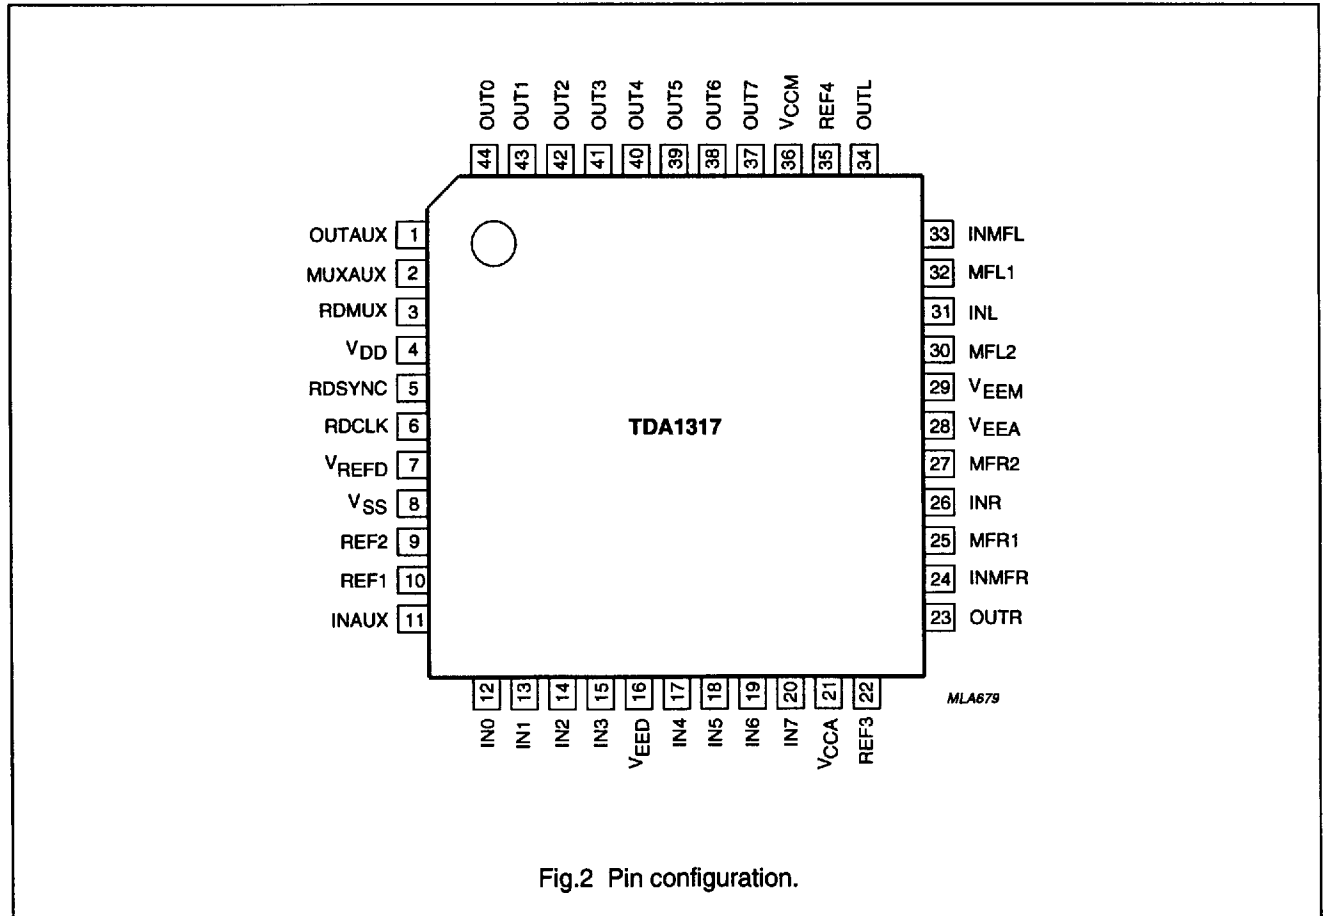 OUT0 OUT1 OUT2 OUT3 OUT4 OUT5 OUT6 OUT7 VCCM REF4 OUTL
44 43 42 41 40 39 38 37 36 35 34
OUTAUX 1 33 INMFL
MUXAUX 2 32 MFL1
RDMUX 3 31 INL
VDD 4 30 MFL2
RDSYNC 5 29 VEEM
RDCLK 6 TDA1317 28 VEEA
VREFD 7 27 MFR2
VSS 8 26 INR
REF2 9 25 MFR1
REF1 10 24 INMFR
INAUX 11 23 OUTR
12 13 14 15 16 17 18 19 20 21 22
IN0 IN1 IN2 IN3 VEED IN4 IN5 IN6 IN7 VCCA REF3
MLA679
Fig.2 Pin configuration.